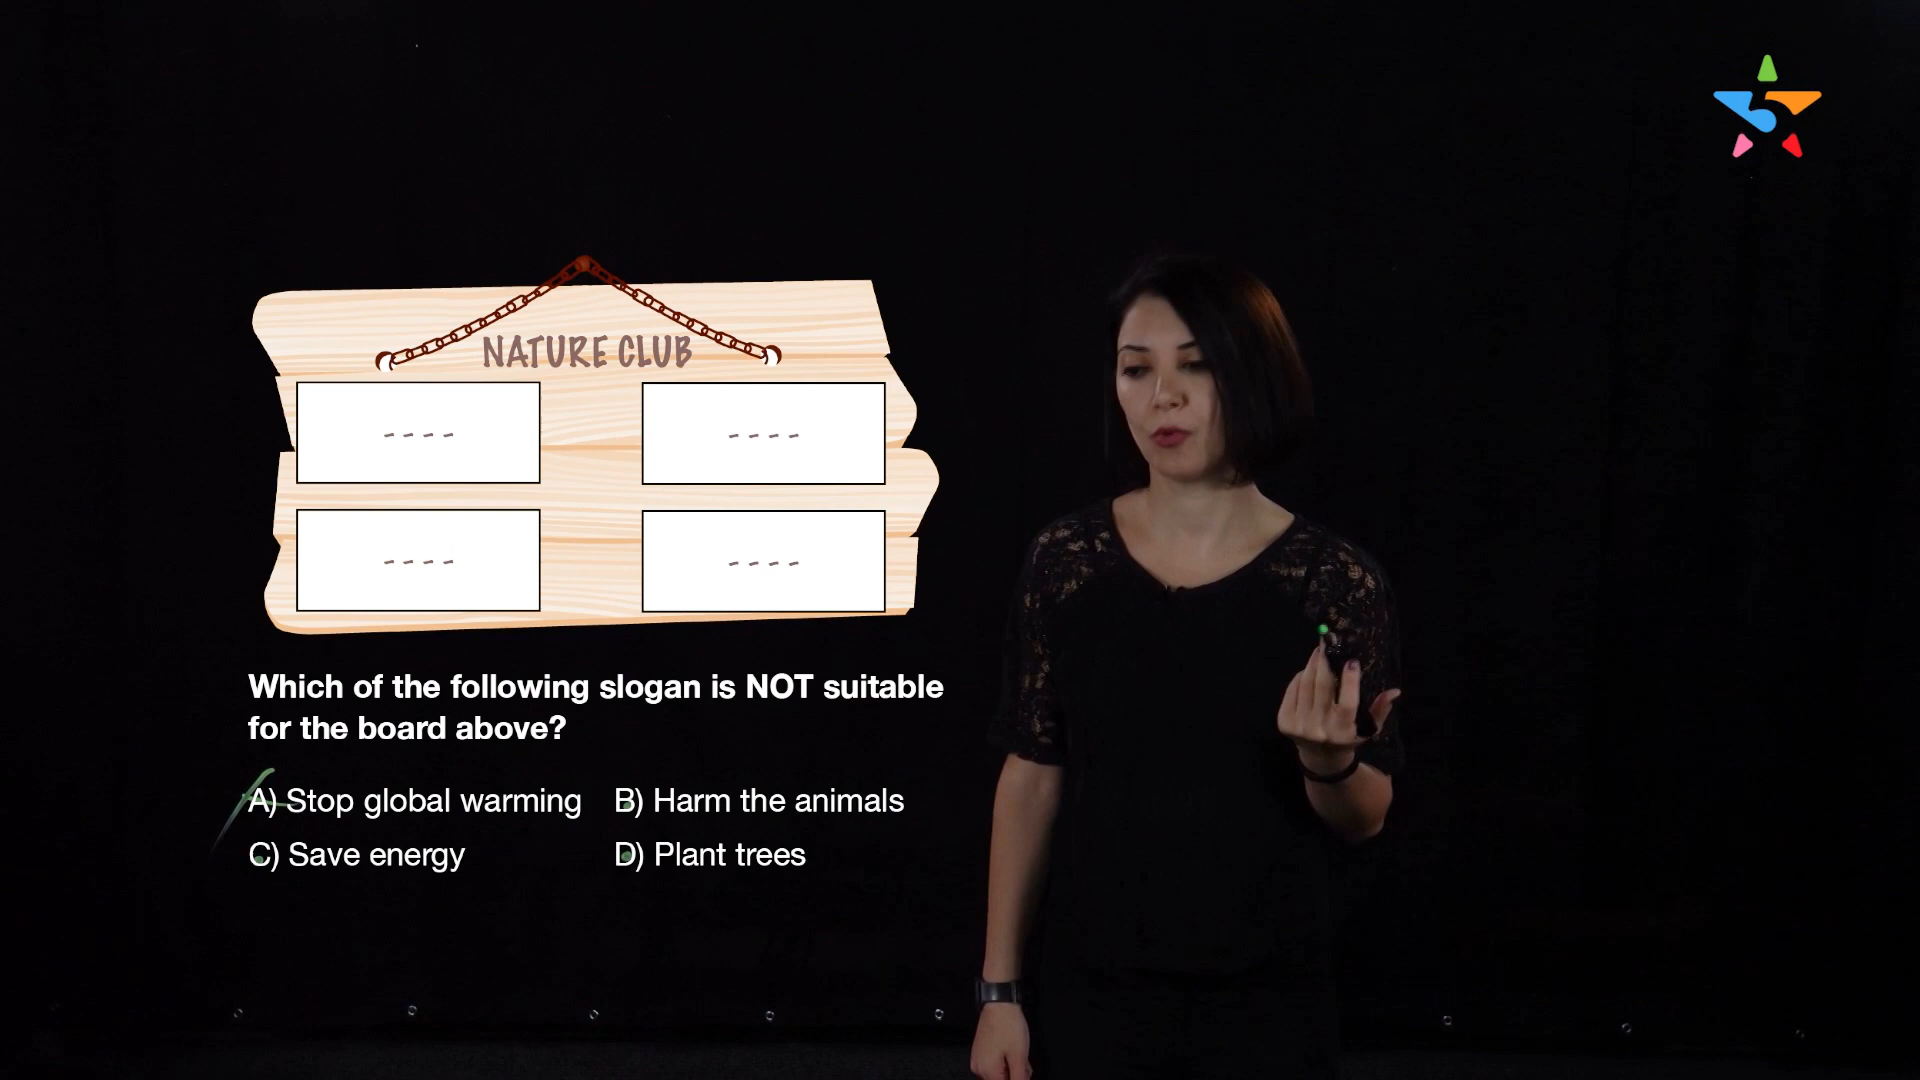 NATURE CLUB
- - - -
- - - -
- - - -
- - - -
Which of the following slogan is NOT suitable
for the board above?
A) Stop global warming
B) Harm the animals
C) Save energy
D) Plant trees
5